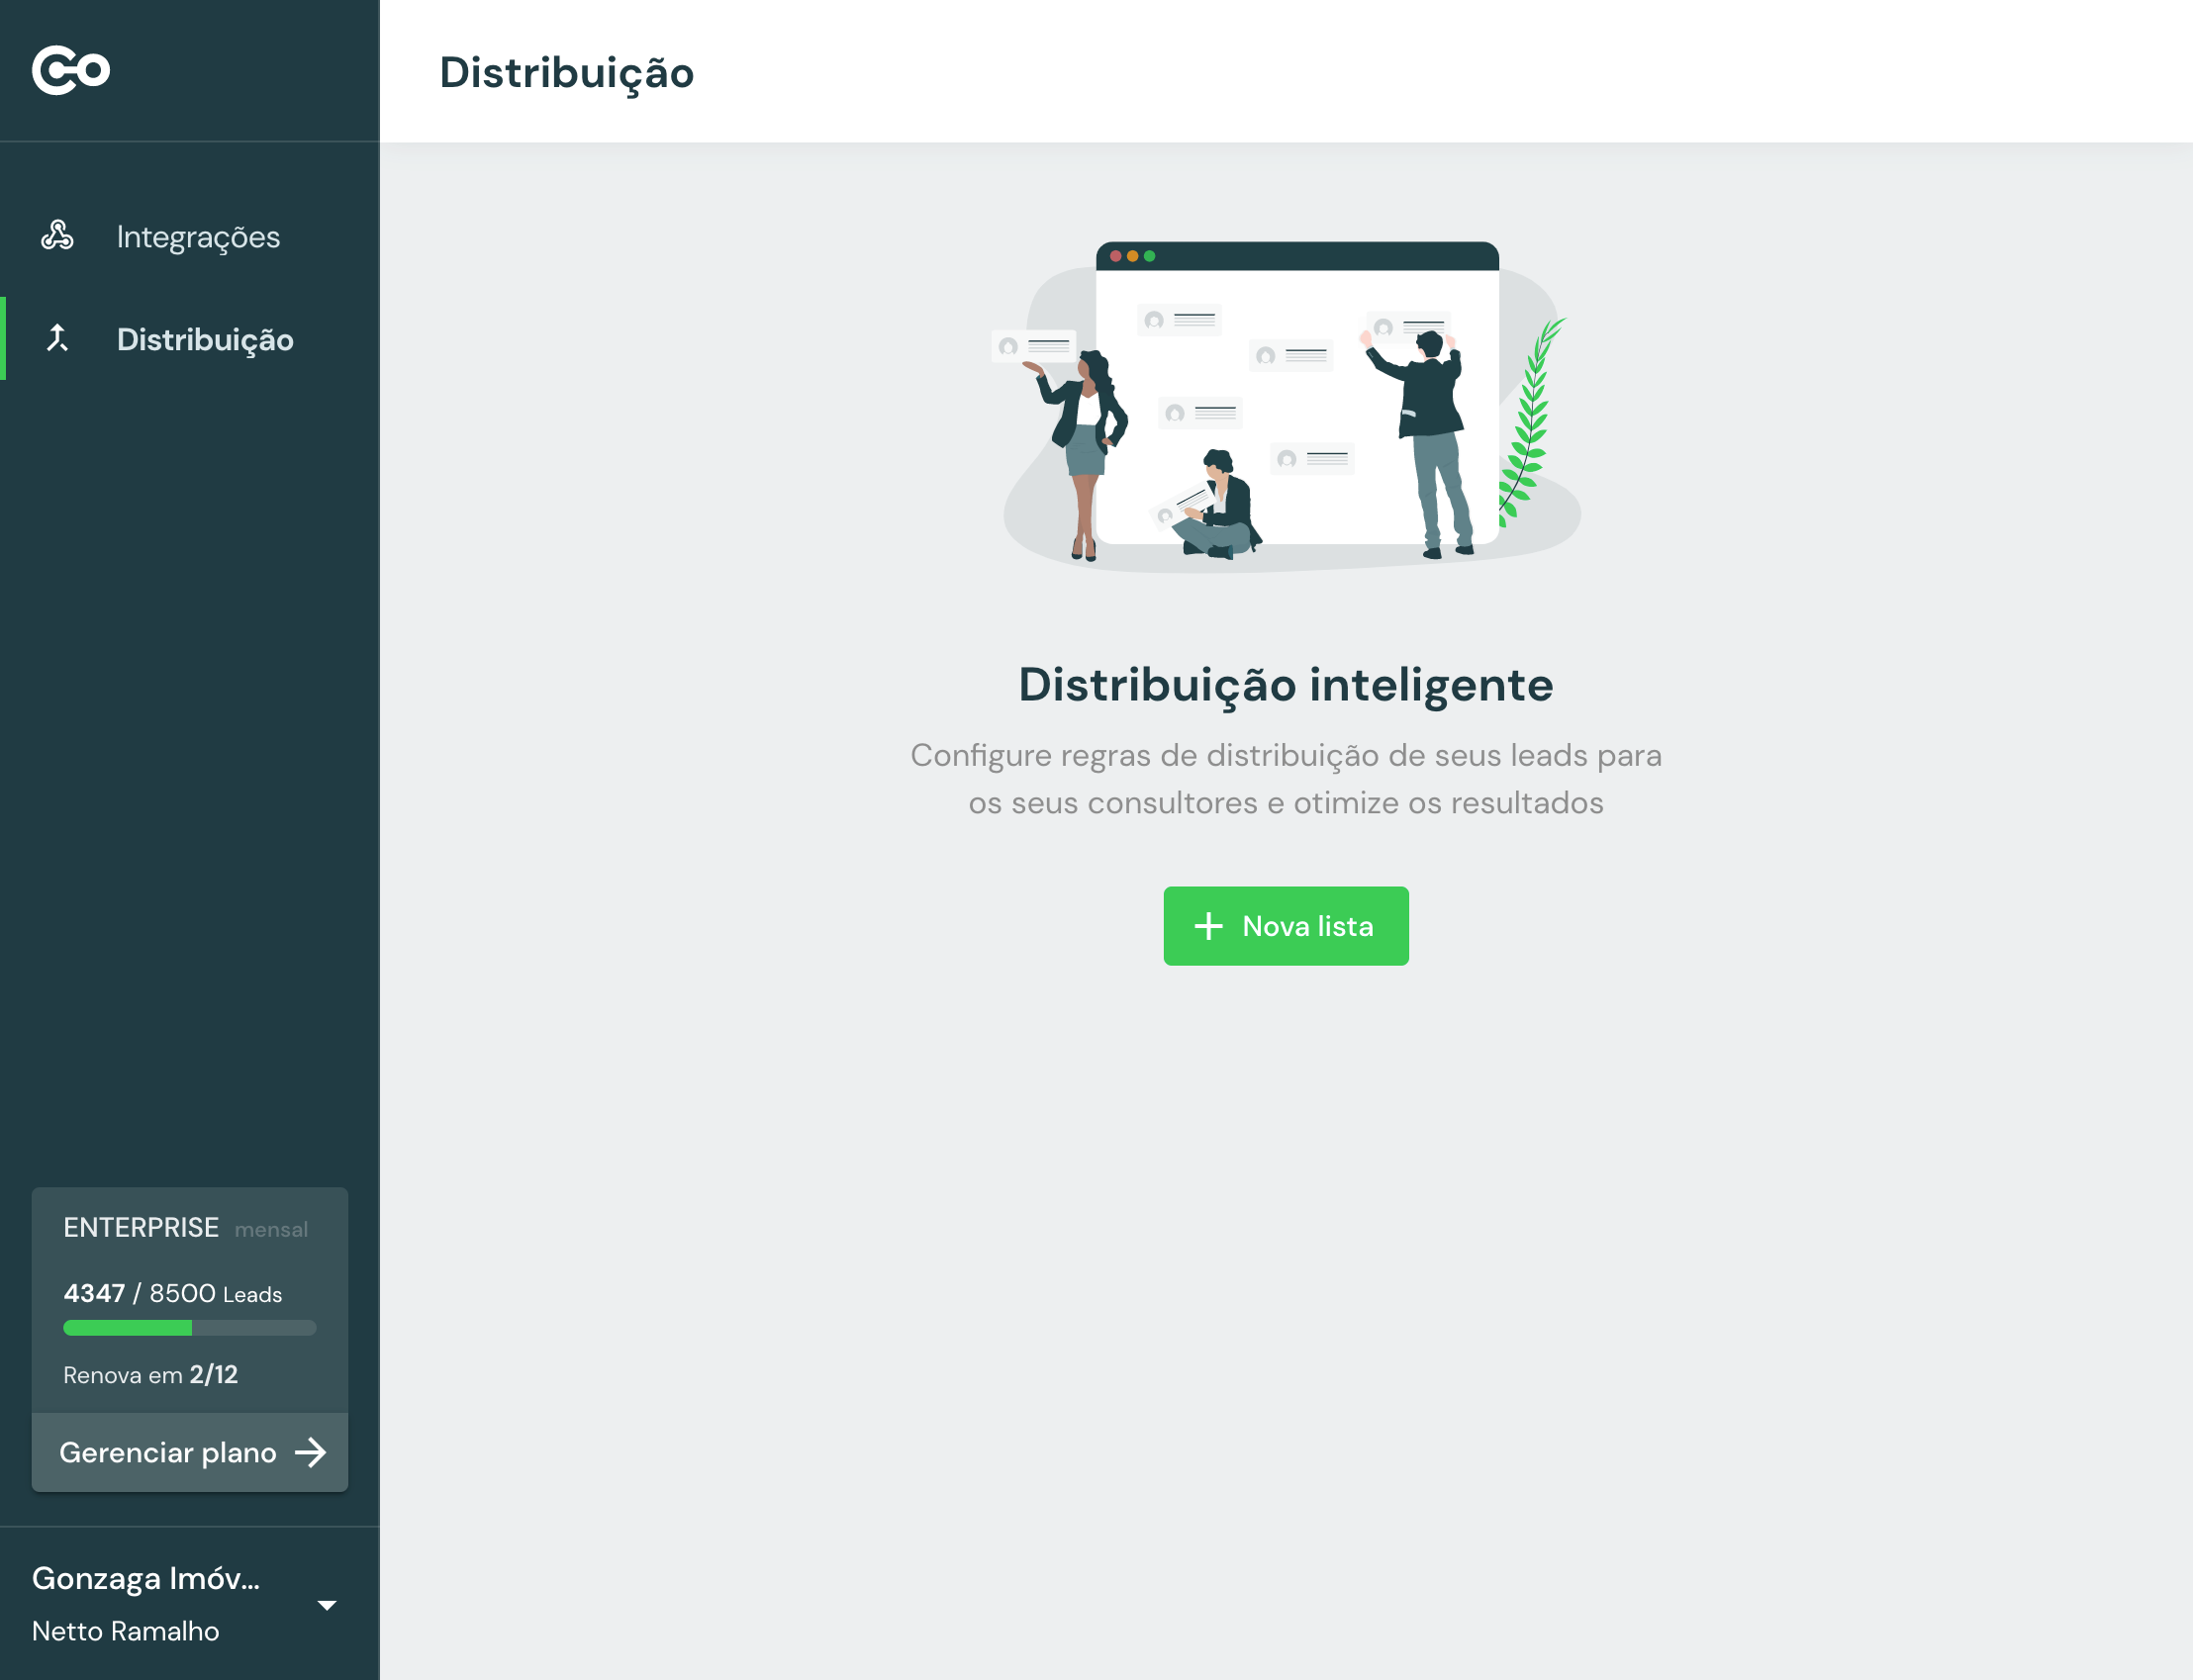 Co
Distribuição
Integrações
Distribuição
Distribuição inteligente
Configure regras de distribuição de seus leads para
os seus consultores e otimize os resultados
Nova lista
ENTERPRISE mensal
4347 / 8500 Leads
Renova em 2/12
Gerenciar plano
Gonzaga Imóv...
Netto Ramalho